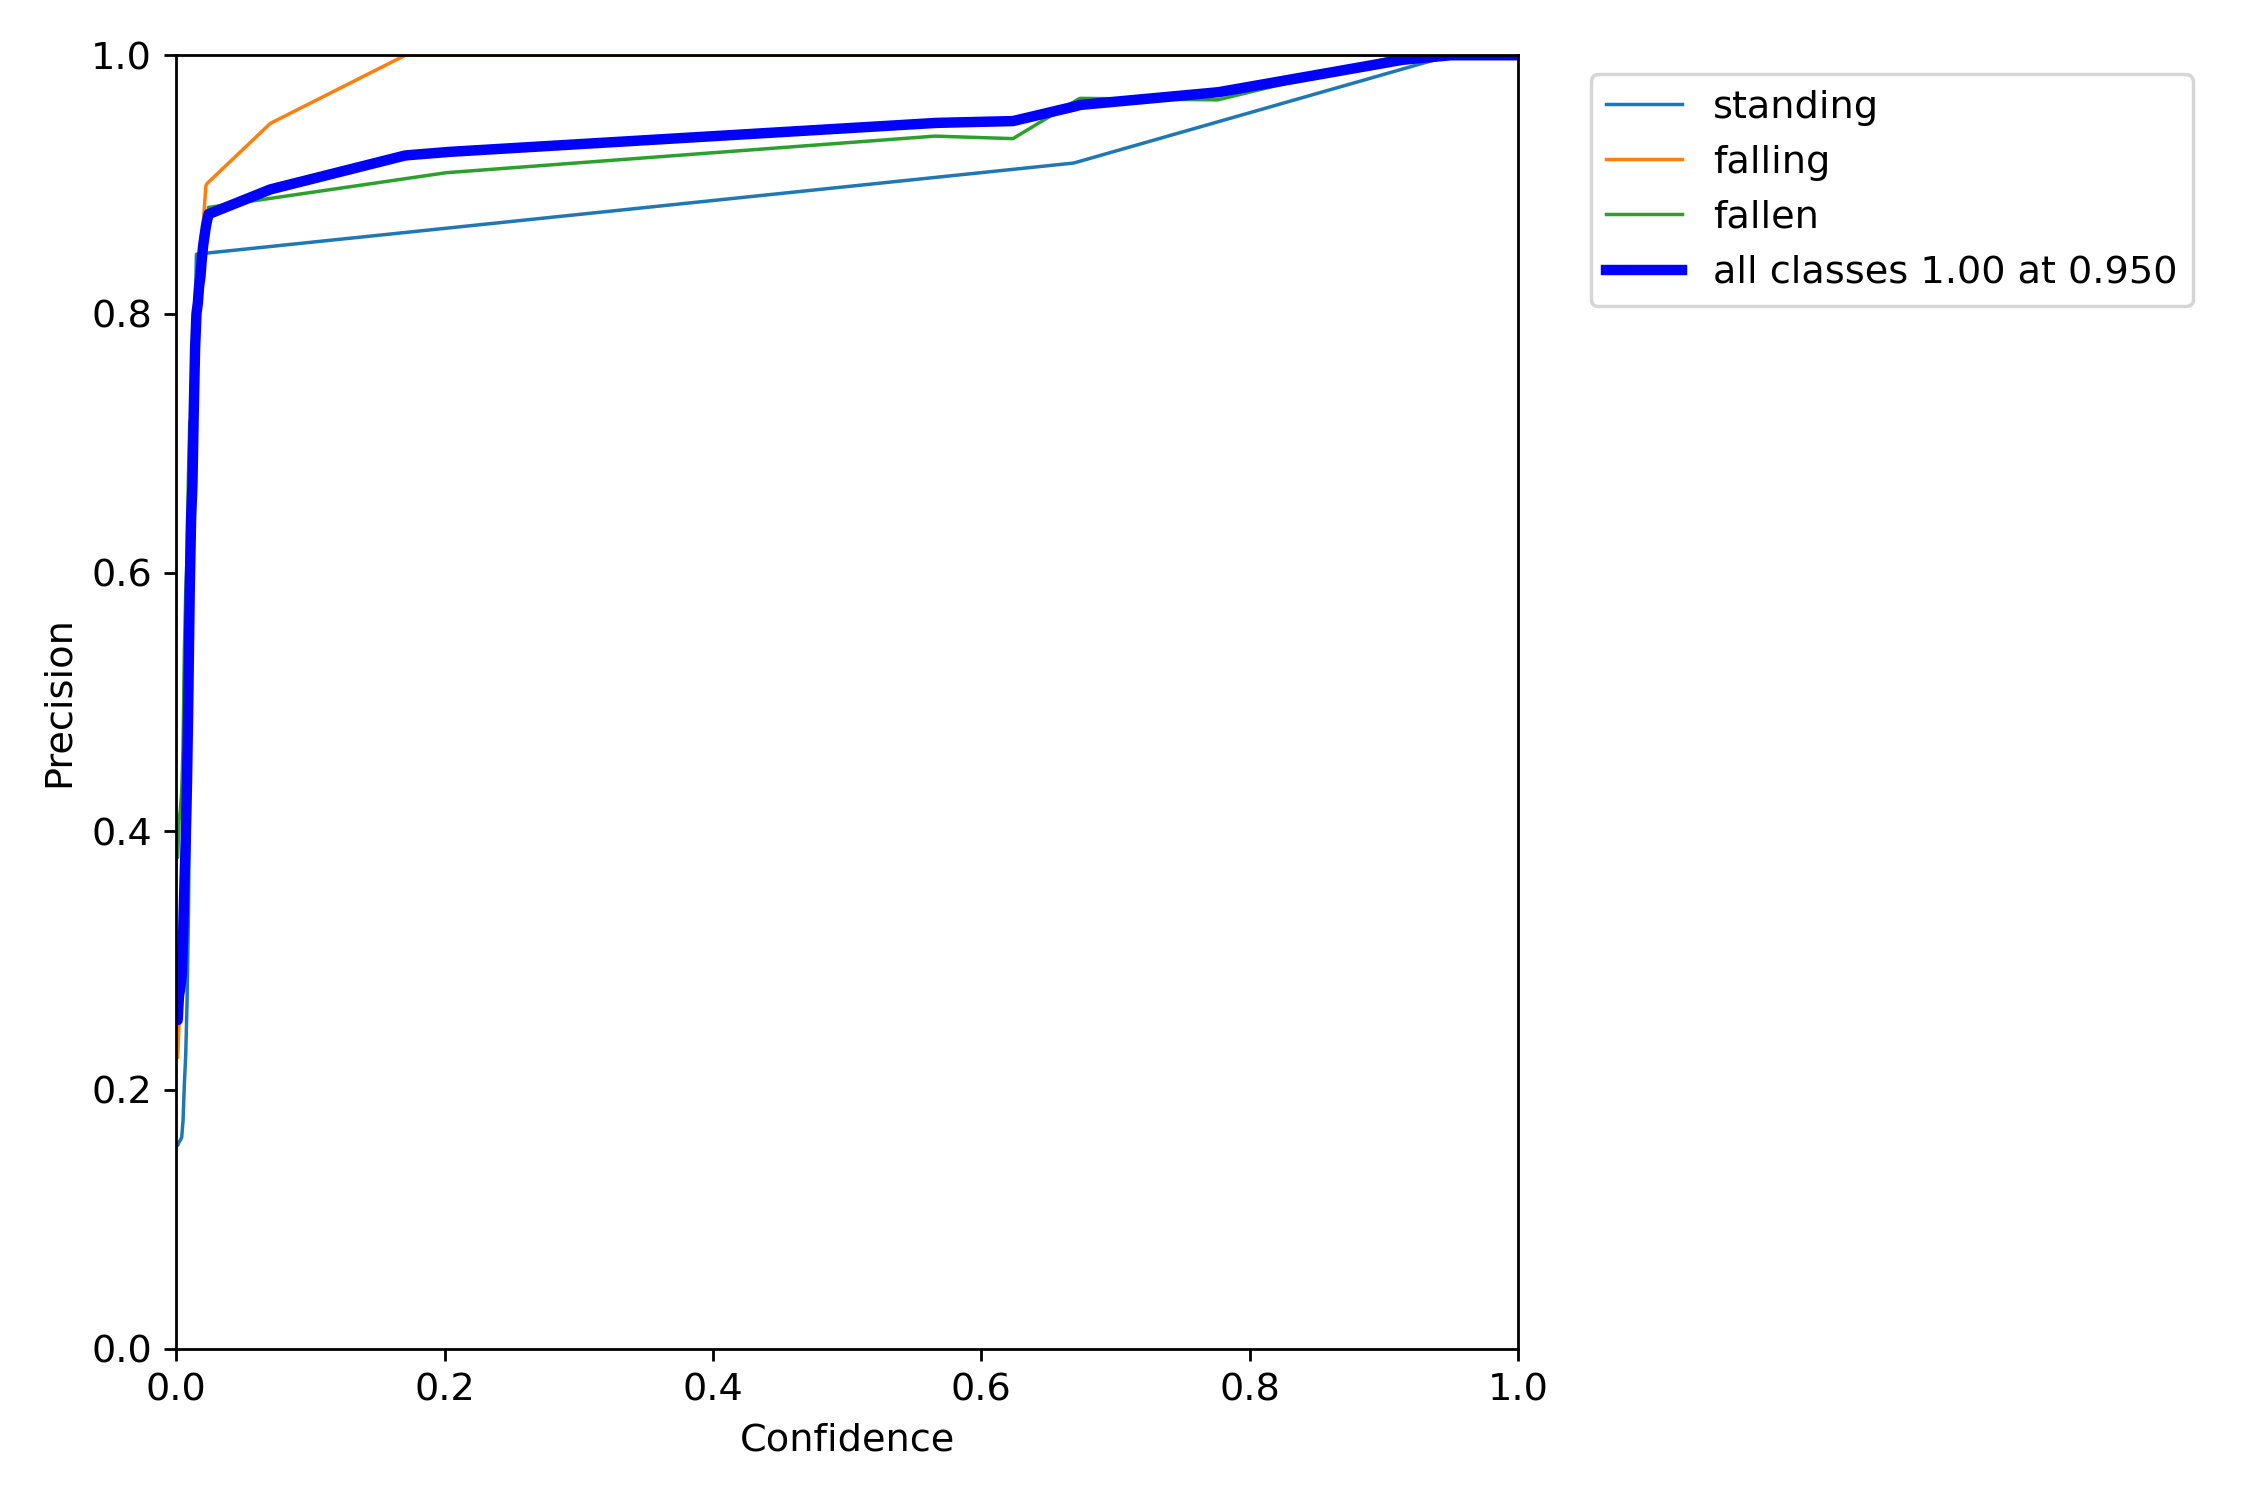 1.0
0.8
0.6
0.4
0.2
0.0
Precision
0.0 0.2 0.4 0.6 0.8 1.0
Confidence
standing
falling
fallen
all classes 1.00 at 0.950